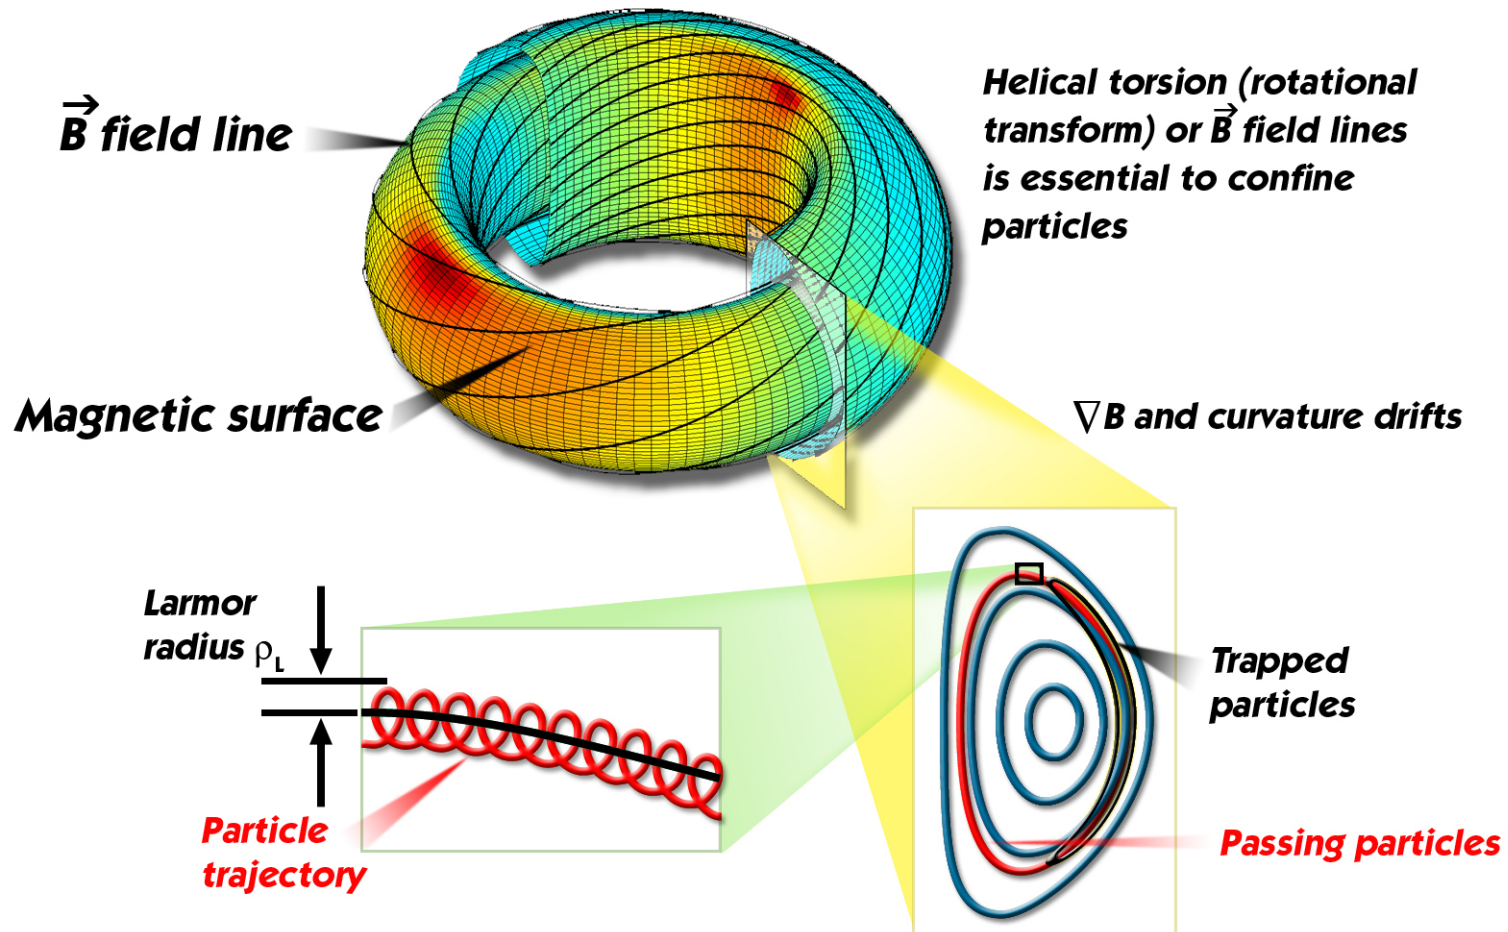 B⃗ field line
Helical torsion (rotational
transform) or B⃗ field lines
is essential to confine
particles
Magnetic surface
∇B and curvature drifts
Larmor
radius ρL
Trapped
particles
Particle
trajectory
Passing particles